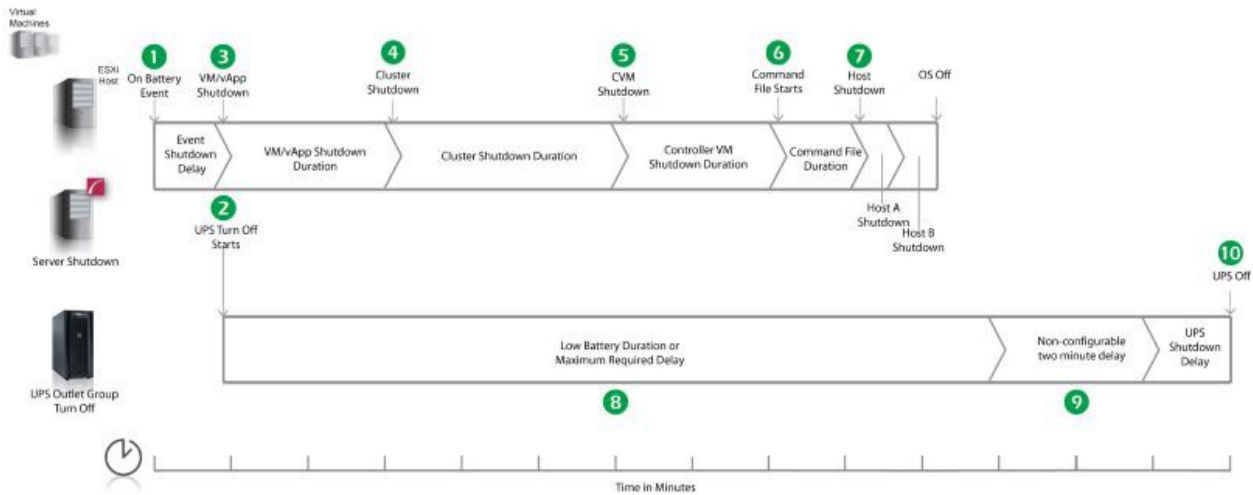 Virtual
Machines
ESXi
Host
1
On Battery
Event
3
VM/vApp
Shutdown
4
Cluster
Shutdown
5
CVM
Shutdown
6
Command
File Starts
7
Host
Shutdown
OS Off
Event
Shutdown
Delay
VM/vApp Shutdown
Duration
Cluster Shutdown Duration
Controller VM
Shutdown Duration
Command File
Duration
Host A
Shutdown
Host B
Shutdown
2
UPS Turn Off
Starts
Server Shutdown
10
UPS Off
Low Battery Duration or
Maximum Required Delay
Non-configurable
two minute delay
UPS
Shutdown
Delay
UPS Outlet Group
Turn Off
8
9
Time in Minutes